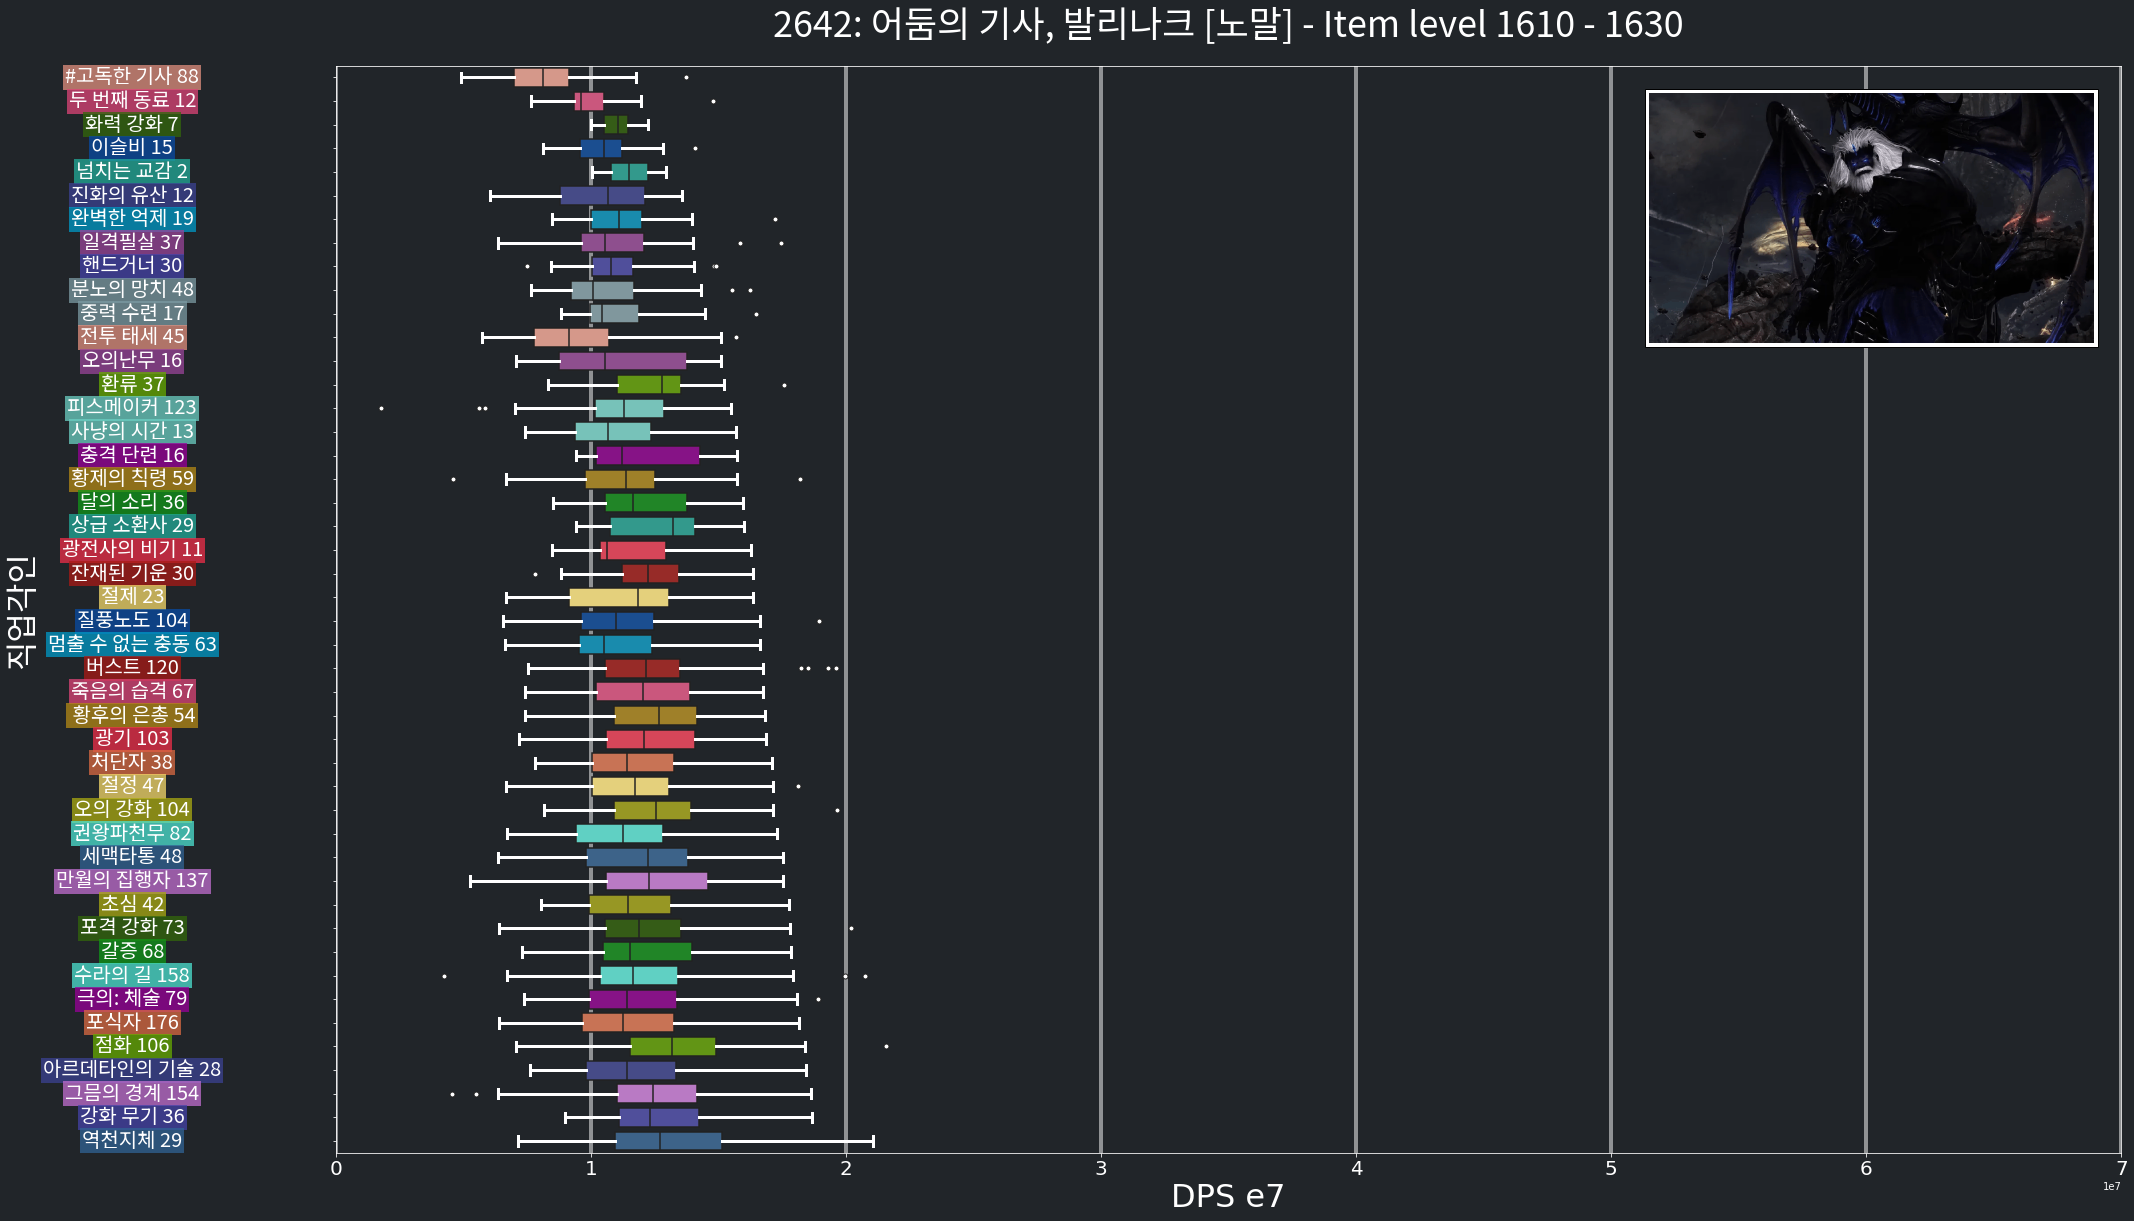 2642: 어둠의 기사, 발리나크 [노말] - Item level 1610 - 1630
직업각인
#고독한 기사 88
두 번째 동료 12
화력 강화 7
이슬비 15
넘치는 교감 2
진화의 유산 12
완벽한 억제 19
일격필살 37
핸드거너 30
분노의 망치 48
중력 수련 17
전투 태세 45
오의난무 16
환류 37
피스메이커 123
사냥의 시간 13
충격 단련 16
황제의 칙령 59
달의 소리 36
상급 소환사 29
광전사의 비기 11
잔재된 기운 30
절제 23
질풍노도 104
멈출 수 없는 충동 63
버스트 120
죽음의 습격 67
황후의 은총 54
광기 103
처단자 38
절정 47
오의 강화 104
권왕파천무 82
세맥타통 48
만월의 집행자 137
초심 42
포격 강화 73
갈증 68
수라의 길 158
극의: 체술 79
포식자 176
점화 106
아르데타인의 기술 28
그믐의 경계 154
강화 무기 36
역천지체 29
0 1 2 3 4 5 6 7
1e7
DPS e7